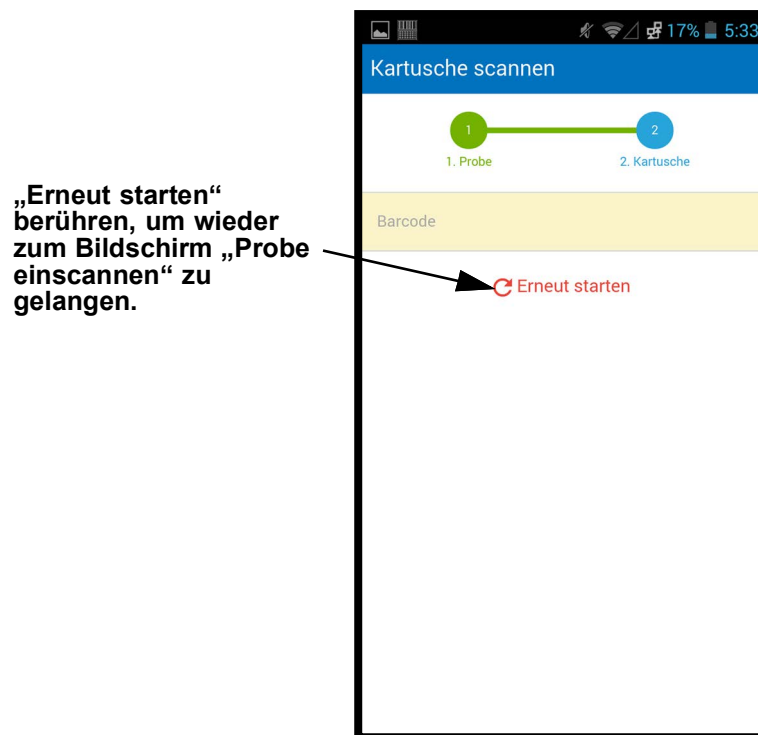 17% 5:33
Kartusche scannen
1 2
1. Probe 2. Kartusche
Barcode
Erneut starten
„Erneut starten“
berühren, um wieder
zum Bildschirm „Probe
einscannen“ zu
gelangen.